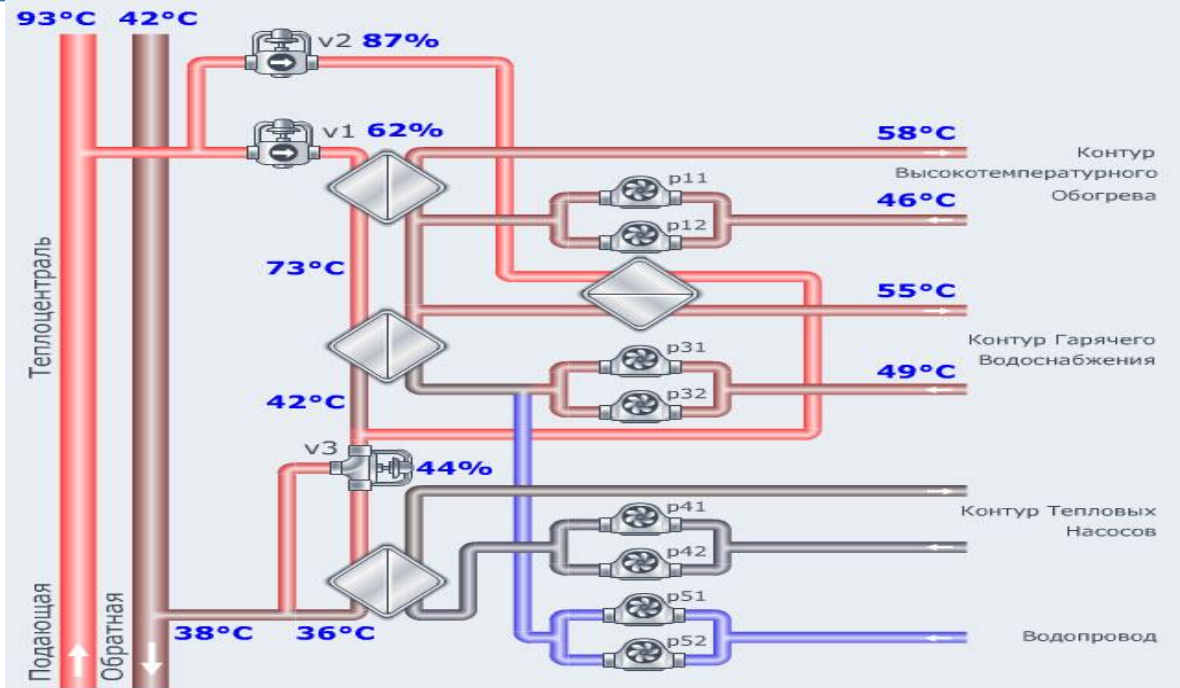 93°C 42°C
v2 87%
v1 62%
58°C
Контур
Высокотемпературного
Обогрева
p11
46°C
p12
73°C
55°C
Контур Гарячего
Водоснабжения
p31
49°C
p32
42°C
v3
44%
p41
Контур Тепловых
Насосов
p42
p51
38°C 36°C
p52
Водопровод
Теплоцентраль
Подающая
Обратная